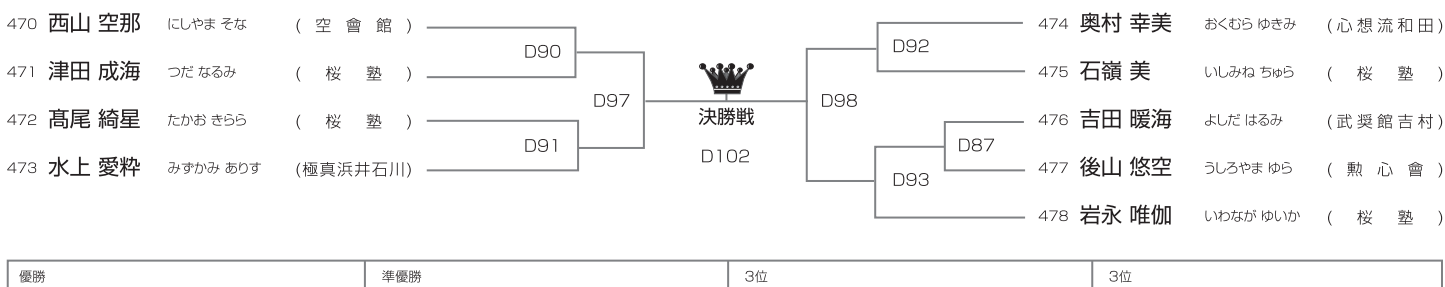 470 西山 空那 にしやま そな (空會館)
471 津田 成海 つだ なるみ (桜塾)
472 髙尾 綺星 たかお きらら (桜塾)
473 水上 愛粋 みずかみ ありす (極真浜井石川)
D90
D91
D97
決勝戦
D102
D98
D92
D87
D93
474 奥村 幸美 おくむら ゆきみ (心想流和田)
475 石嶺 美 いしみね ちゅら (桜塾)
476 吉田 暖海 よしだ はるみ (武奨館吉村)
477 後山 悠空 うしろやま ゆら (勲心會)
478 岩永 唯伽 いわなが ゆいか (桜塾)
優勝
準優勝
3位
3位